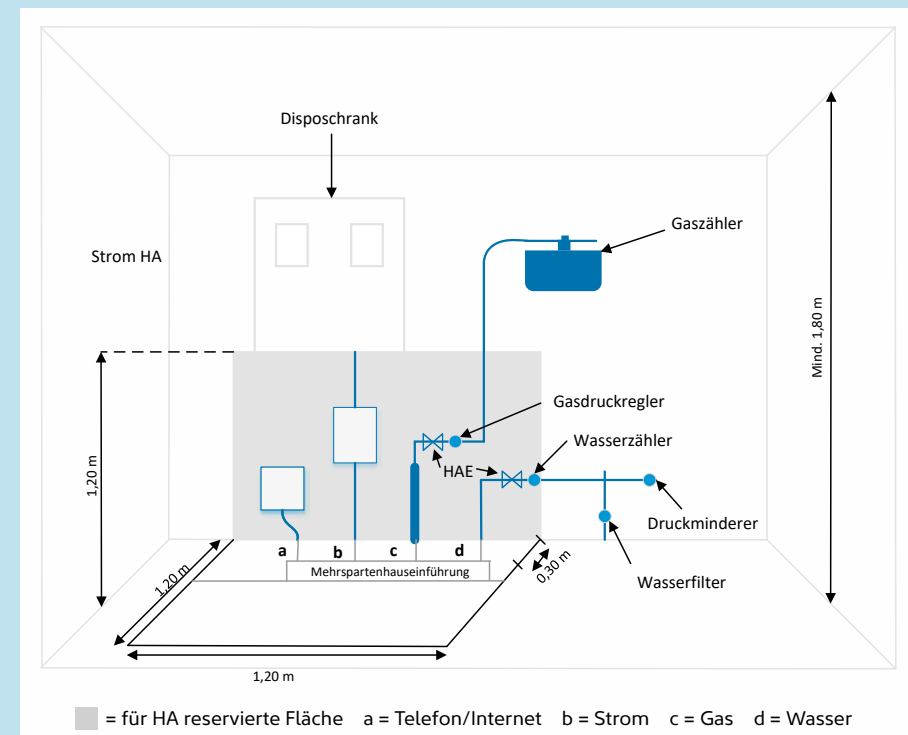 Disposchrank
Gaszähler
Strom HA
Mind. 1,80 m
Gasdruckregler
Wasserzähler
HAE
1,20 m
Druckminderer
a b c d
Mehrspartenhauseinführung
0,30 m
Wasserfilter
1,20 m
1,20 m
= für HA reservierte Fläche a = Telefon/Internet b = Strom c = Gas d = Wasser